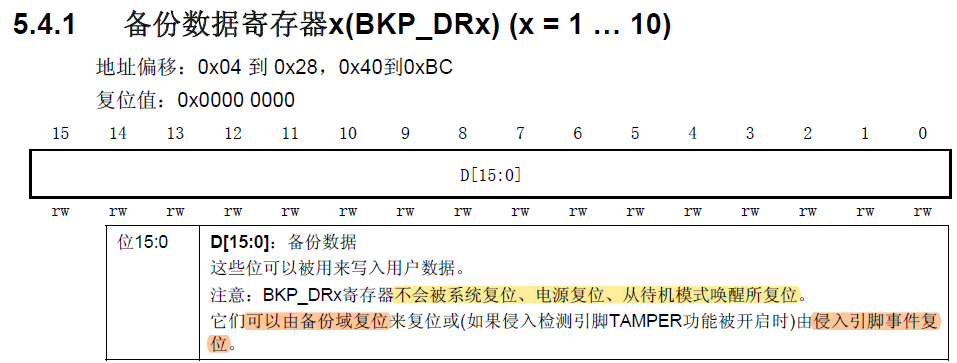 5.4.1 备份数据寄存器x(BKP_DRx) (x = 1 … 10)
地址偏移：0x04 到 0x28，0x40到0xBC
复位值：0x0000 0000
15 14 13 12 11 10 9 8 7 6 5 4 3 2 1 0
D[15:0]
rw rw rw rw rw rw rw rw rw rw rw rw rw rw rw rw
位15:0 D[15:0]：备份数据
这些位可以被用来写入用户数据。
注意：BKP_DRx寄存器不会被系统复位、电源复位、从待机模式唤醒所复位。
它们可以由备份域复位来复位或(如果侵入检测引脚TAMPER功能被开启时)由侵入引脚事件复
位。